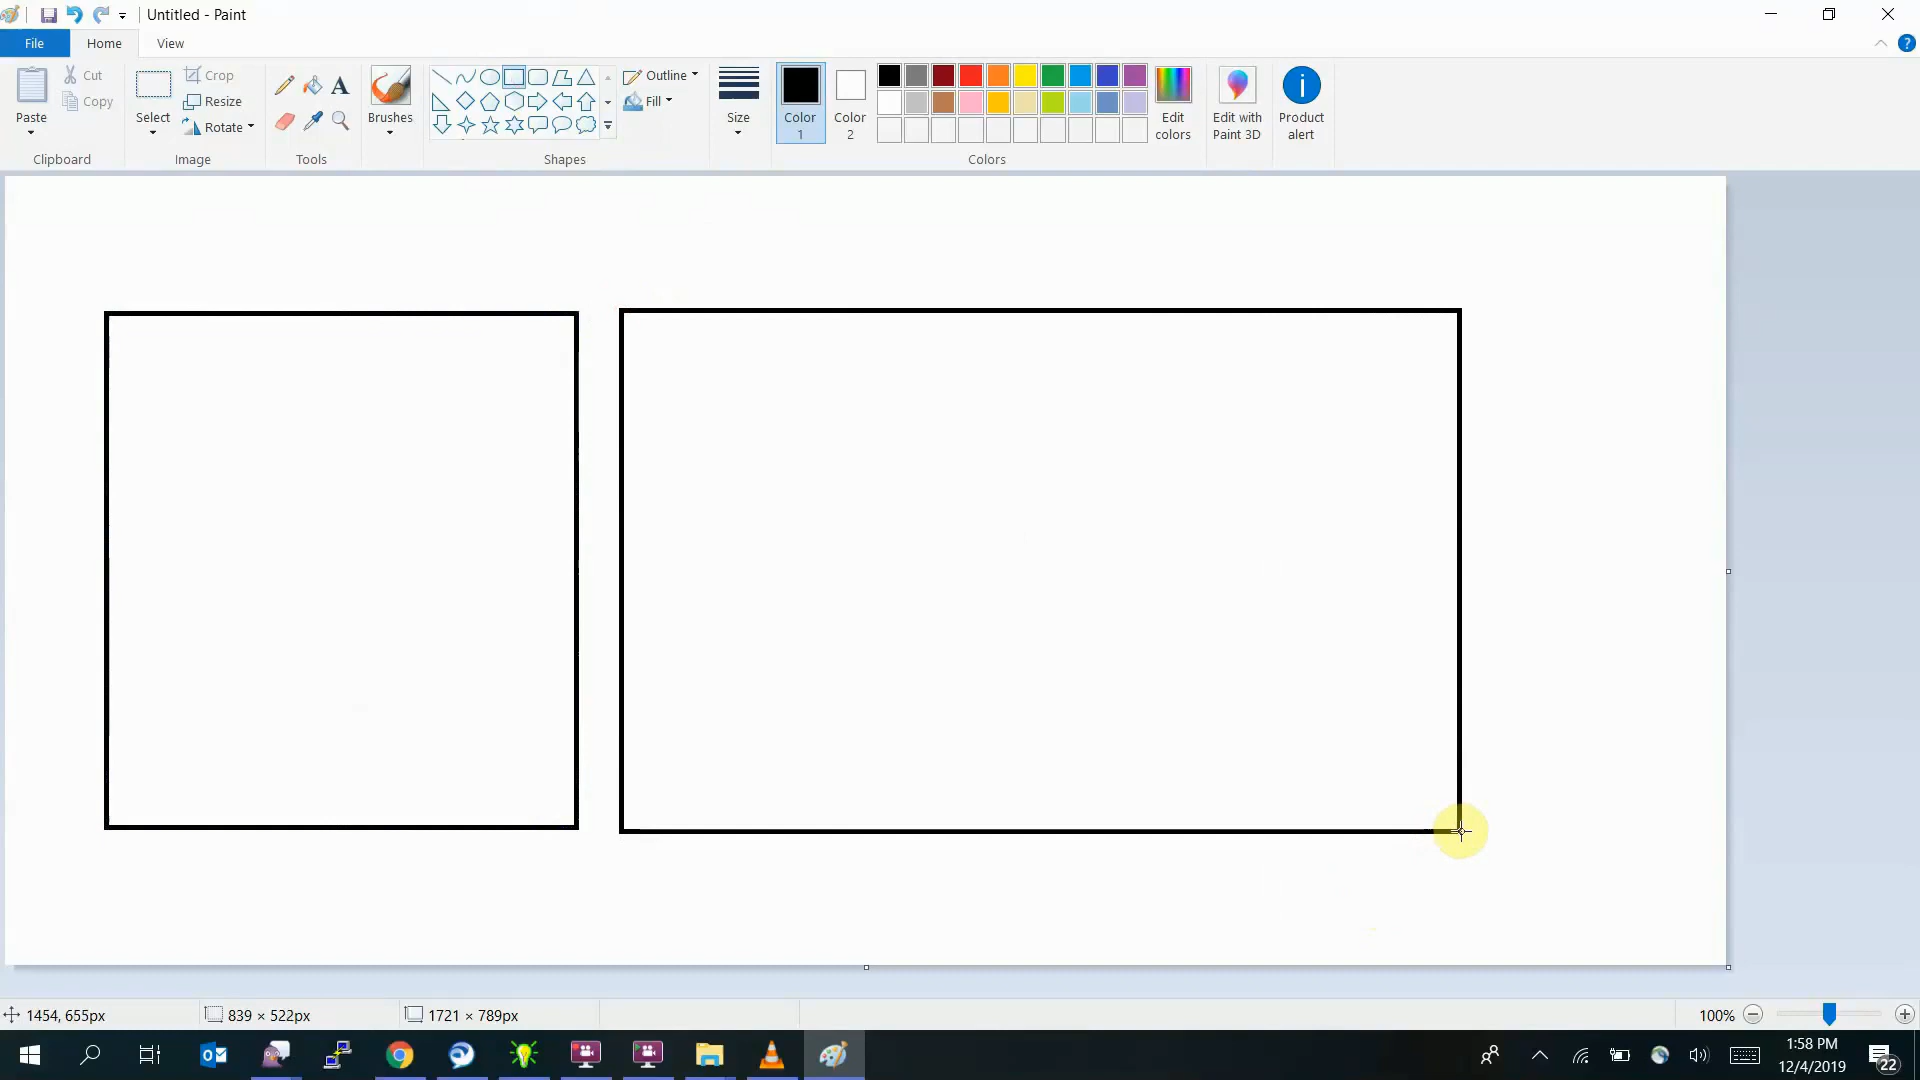 Untitled - Paint
File Home View
Paste
Cut
Copy
Clipboard
Select
Crop
Resize
Rotate
Image
Tools
Brushes
Shapes
Outline
Fill
Size
Color 1
Color 2
Colors
Edit colors
Edit with Paint 3D
Product alert
1454, 655px 839 × 522px 1721 × 789px 100%
1:58 PM
12/4/2019
22